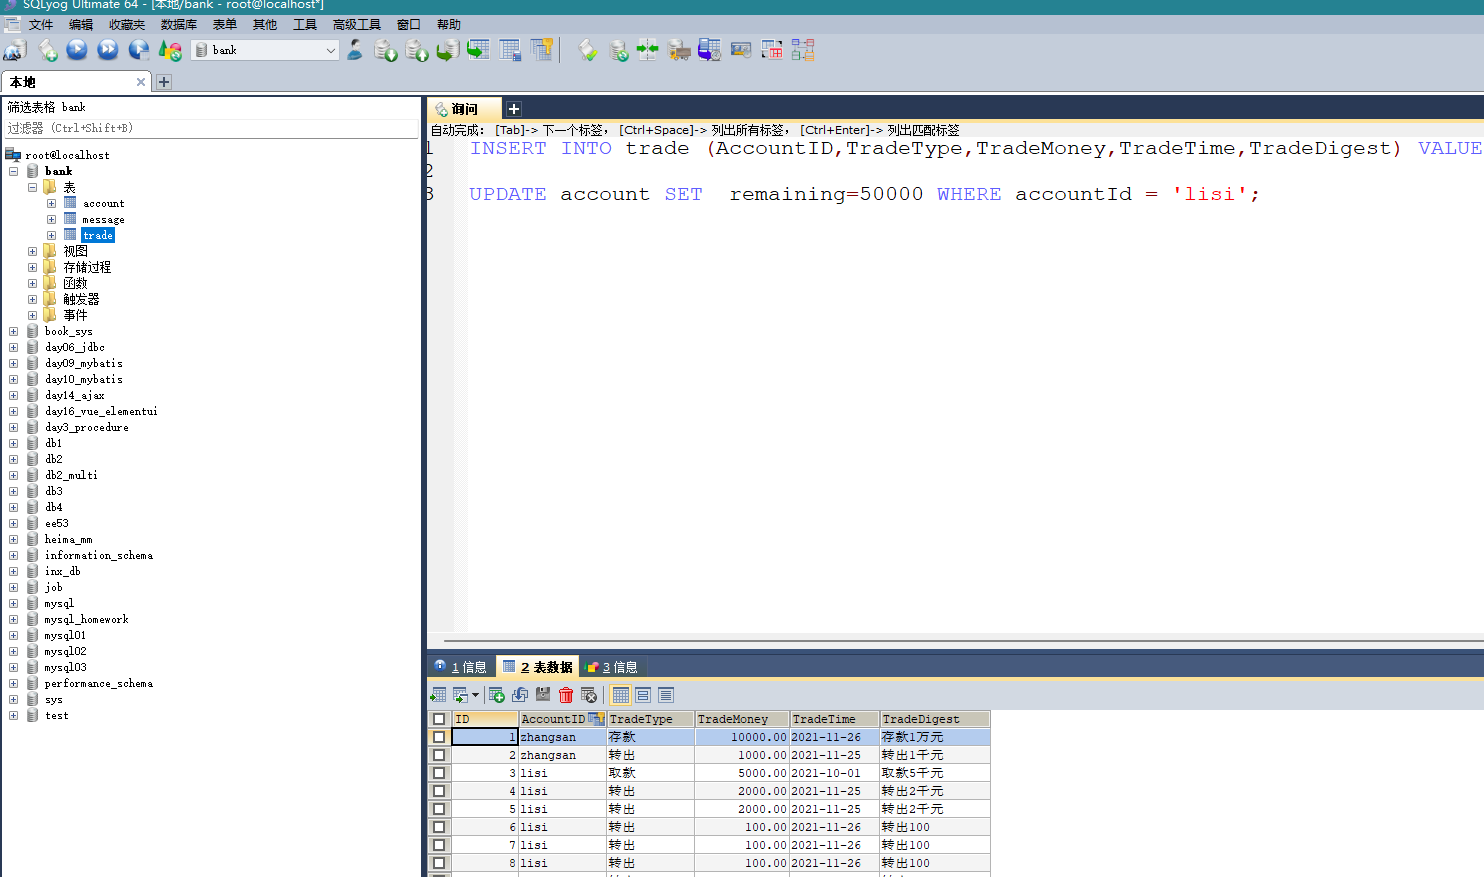 SQLyog Ultimate 64 - [本地/bank - root@localhost*]
文件 编辑 收藏夹 数据库 表单 其他 工具 高级工具 窗口 帮助
bank
本地
筛选表格 bank
过滤器 (Ctrl+Shift+B)
root@localhost
bank
表
account
message
trade
视图
存储过程
函数
触发器
事件
book_sys
day06_jdbc
day09_mybatis
day10_mybatis
day14_ajax
day16_vue_elementui
day3_procedure
db1
db2
db2_multi
db3
db4
ee53
heima_mm
information_schema
inx_db
job
mysql
mysql_homework
mysql01
mysql02
mysql03
performance_schema
sys
test
询问
自动完成： [Tab]-> 下一个标签， [Ctrl+Space]-> 列出所有标签， [Ctrl+Enter]-> 列出匹配标签
1 INSERT INTO trade (AccountID,TradeType,TradeMoney,TradeTime,TradeDigest) VALUE
2
3 UPDATE account SET  remaining=50000 WHERE accountId = 'lisi';
1 信息 2 表数据 3 信息
ID AccountID TradeType TradeMoney TradeTime TradeDigest
1 zhangsan 存款 10000.00 2021-11-26 存款1万元
2 zhangsan 转出 1000.00 2021-11-25 转出1千元
3 lisi 取款 5000.00 2021-10-01 取款5千元
4 lisi 转出 2000.00 2021-11-25 转出2千元
5 lisi 转出 2000.00 2021-11-25 转出2千元
6 lisi 转出 100.00 2021-11-26 转出100
7 lisi 转出 100.00 2021-11-26 转出100
8 lisi 转出 100.00 2021-11-26 转出100